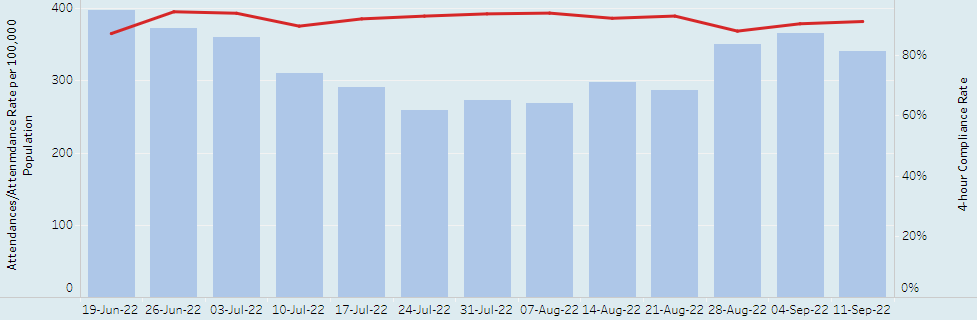 Attendances/Attenmdance Rate per 100,000
Population
400
300
200
100
0
80%
60%
40%
20%
0%
4-hour Compliance Rate
19-Jun-22 26-Jun-22 03-Jul-22 10-Jul-22 17-Jul-22 24-Jul-22 31-Jul-22 07-Aug-22 14-Aug-22 21-Aug-22 28-Aug-22 04-Sep-22 11-Sep-22